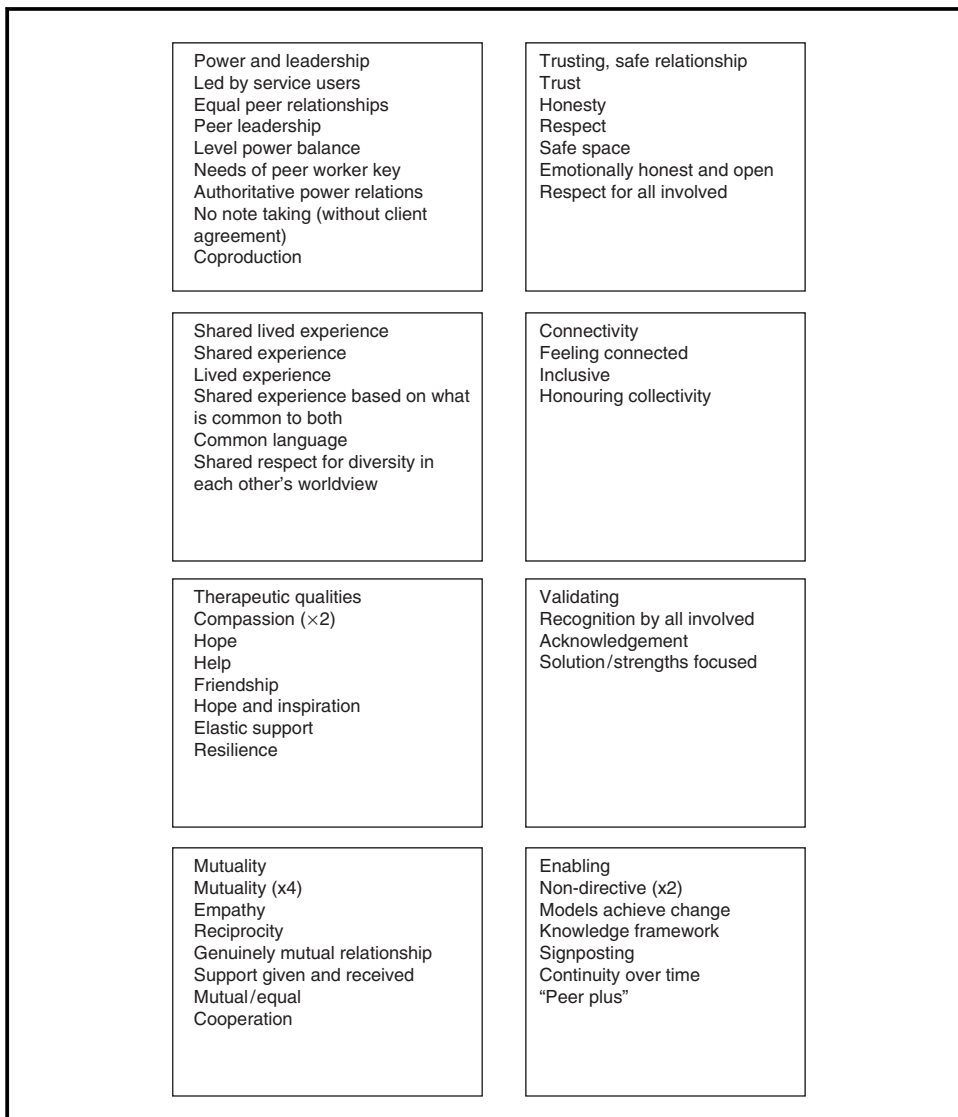 Power and leadership
Led by service users
Equal peer relationships
Peer leadership
Level power balance
Needs of peer worker key
Authoritative power relations
No note taking (without client
agreement)
Coproduction
Trusting, safe relationship
Trust
Honesty
Respect
Safe space
Emotionally honest and open
Respect for all involved
Shared lived experience
Shared experience
Lived experience
Shared experience based on what
is common to both
Common language
Shared respect for diversity in
each other's worldview
Connectivity
Feeling connected
Inclusive
Honouring collectivity
Therapeutic qualities
Compassion (×2)
Hope
Help
Friendship
Hope and inspiration
Elastic support
Resilience
Validating
Recognition by all involved
Acknowledgement
Solution/strengths focused
Mutuality
Mutuality (x4)
Empathy
Reciprocity
Genuinely mutual relationship
Support given and received
Mutual/equal
Cooperation
Enabling
Non-directive (x2)
Models achieve change
Knowledge framework
Signposting
Continuity over time
“Peer plus”